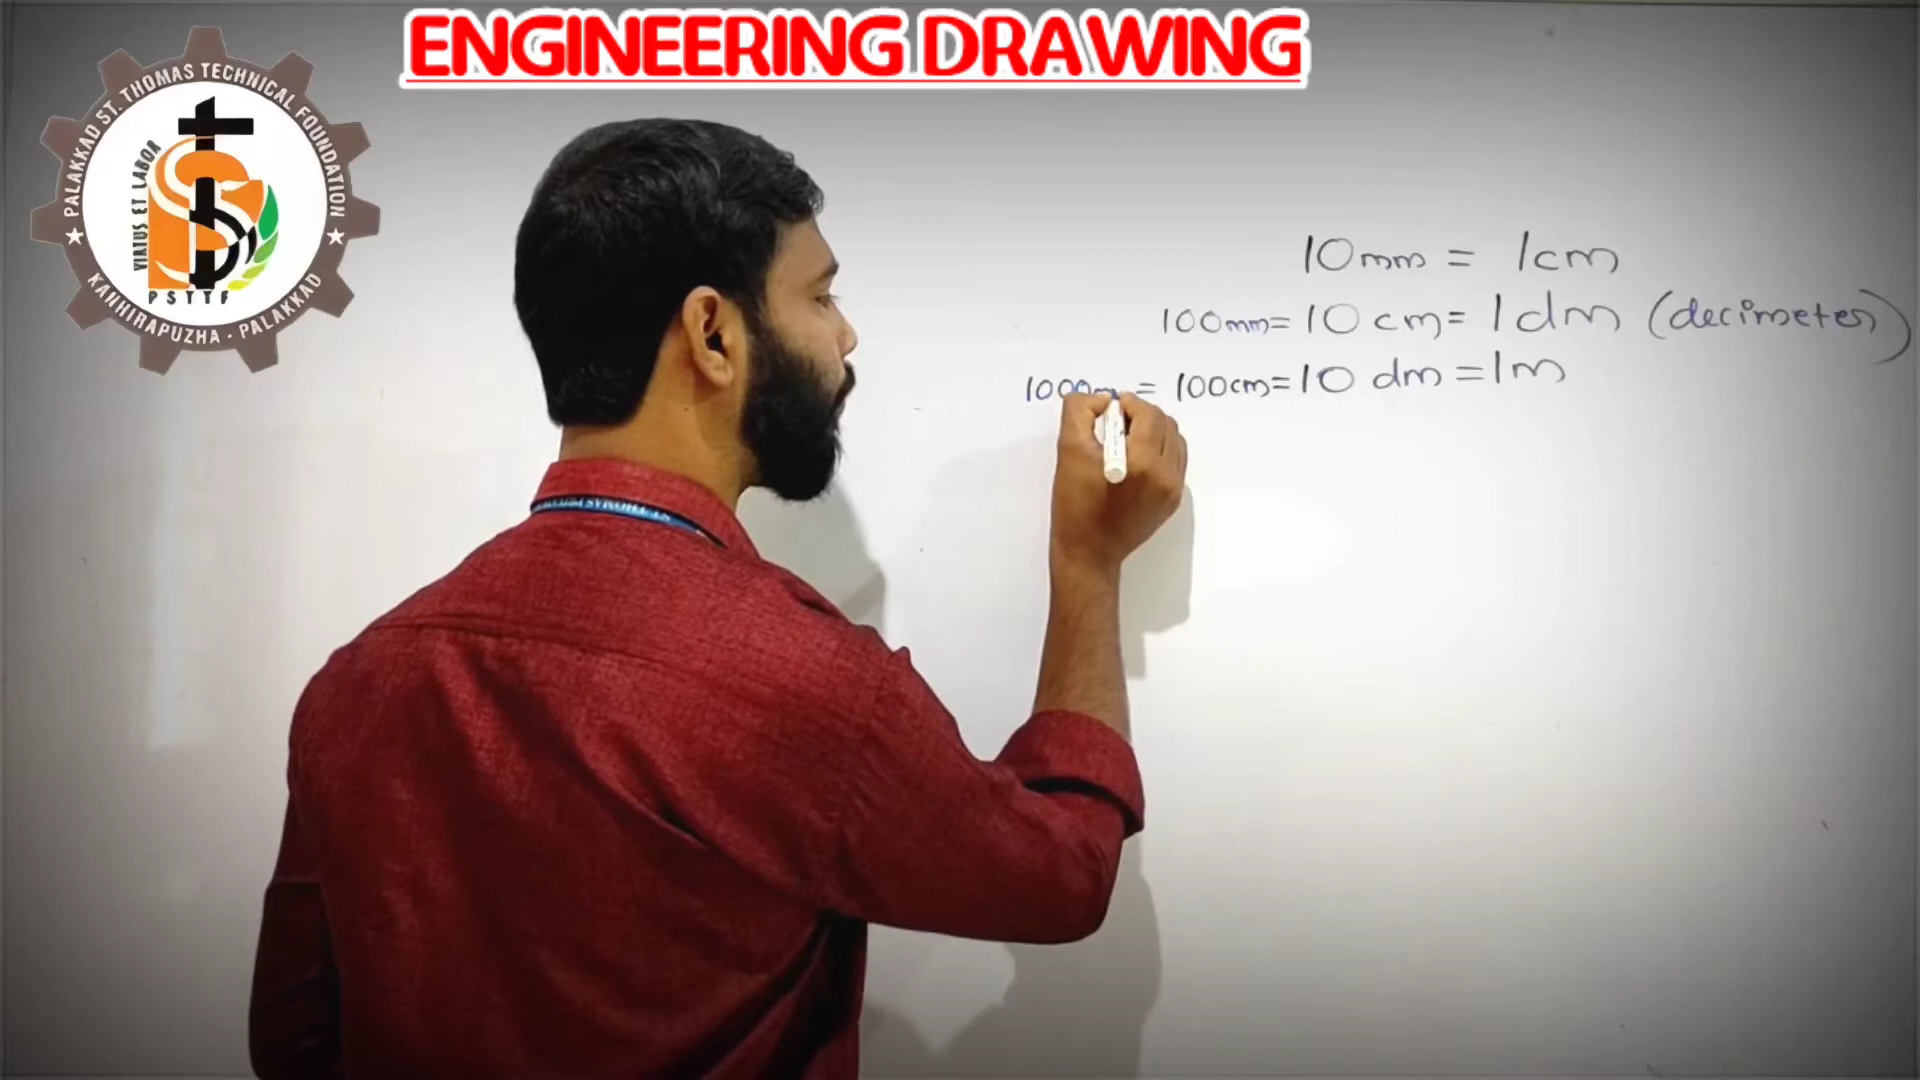 ENGINEERING DRAWING
PALAKKAD ST. THOMAS TECHNICAL FOUNDATION
VIRTUS ET LABOR
PSTTF
KANHIRAPUZHA - PALAKKAD
10mm = 1cm
100mm = 10 cm = 1dm (decimeter)
1000m = 100cm = 10 dm = 1m